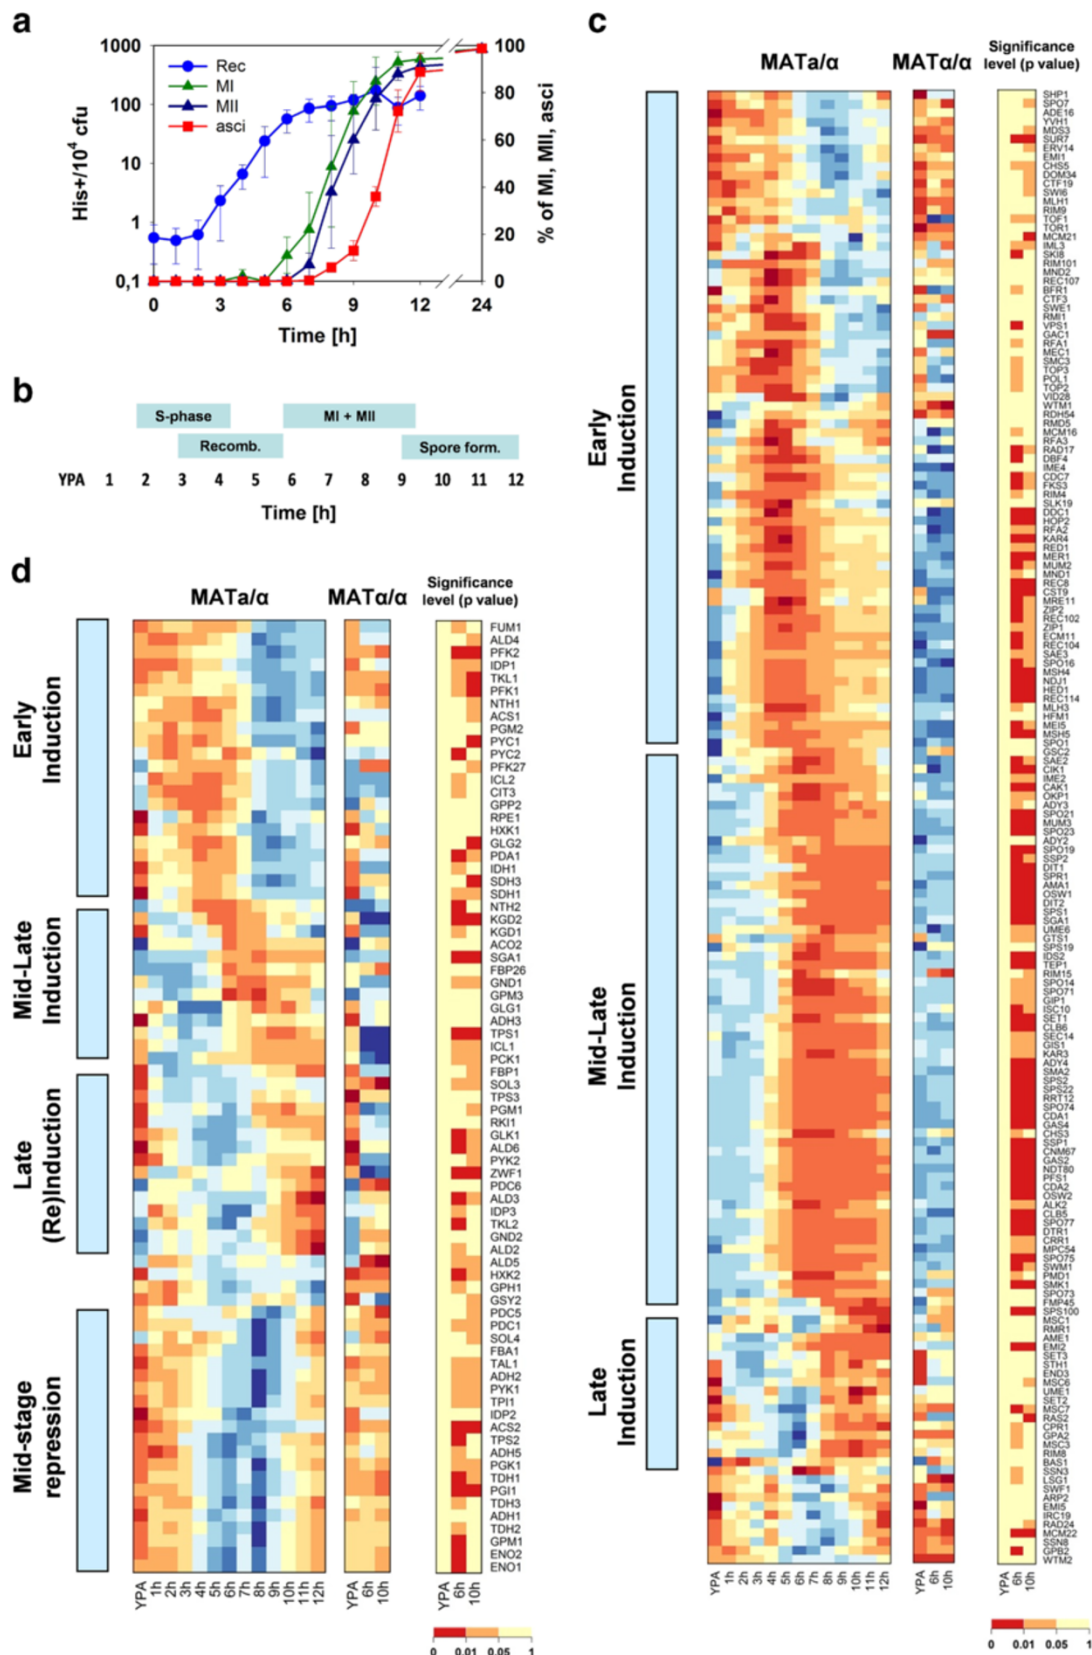 a
1000
100
10
1
0,1
His+/10⁴ cfu
Rec
MI
MII
asci
100
80
60
40
20
0
% of MI, MII, asci
0
3
6
9
12
24
Time [h]
b
S-phase
MI + MII
Recomb.
Spore form.
YPA 1 2 3 4 5 6 7 8 9 10 11 12
Time [h]
d
MATa/α
MATα/α
Significance
level (p value)
Early
Induction
Mid-Late
Induction
Late
(Re)Induction
Mid-stage
repression
FUM1
ALD4
PFK2
IDP1
TKL1
PFK1
NTH1
ACS1
PGM2
PYC1
PYC2
PFK27
ICL2
CIT3
GPP2
RPE1
HXK1
GLG2
PDA1
IDH1
SDH3
SDH1
NTH2
KGD2
KGD1
ACO2
SGA1
FBP26
GND1
GPM3
GLG1
ADH3
TPS1
ICL1
PCK1
FBP1
SOL3
TPS3
PGM1
RKI1
GLK1
ALD6
PYK2
ZWF1
PDC6
ALD3
IDP3
TKL2
GND2
ALD2
ALD5
HXK2
GPH1
GSY2
PDC5
PDC1
SOL4
FBA1
TAL1
ADH2
PYK1
TPI1
IDP2
ACS2
TPS2
ADH5
PGK1
TDH1
PGI1
TDH3
ADH1
TDH2
GPM1
ENO2
ENO1
YPA 1h 2h 3h 4h 5h 6h 7h 8h 9h 10h 11h 12h
YPA 6h 10h
YPA 6h 10h
0 0.01 0.05 1
c
MATa/α
MATα/α
Significance
level (p value)
Early
Induction
Mid-Late
Induction
Late
Induction
SHP1
SPO7
ADE16
YVH1
MDS3
SUR7
ERV14
EMI1
CHS5
DOM34
CTF19
SWI6
MLH1
RIM9
TOF1
TOR1
MCM21
IML3
SKI8
RIM101
MND2
REC107
BFR1
CTF3
SWE1
RMI1
VPS1
GAC1
RFA1
MEC1
SMC3
TOP3
POL1
TOP2
VID28
WTM1
RDH54
RMD5
MCM16
RFA3
RAD17
DBF4
IME4
CDC7
FKS3
RIM4
SLK19
DDC1
HOP2
RFA2
KAR4
RED1
MER1
MUM2
MND1
REC8
CST9
MRE11
ZIP2
REC102
ZIP1
ECM11
REC104
SAE3
SPO16
MSH4
NDJ1
HED1
REC114
MLH3
HFM1
MEI5
MSH5
SPO1
GSC2
SAE2
CIK1
IME2
CAK1
OKP1
ADY3
SPO21
MUM3
SPO23
ADY2
SPO19
SSP2
DIT1
SPR1
AMA1
OSW1
DIT2
SPS1
SGA1
UME6
GTS1
SPS19
IDS2
TEP1
RIM15
SPO14
SPO71
GIP1
ISC10
SET1
CLB6
SEC14
GIS1
KAR3
ADY4
SMA2
SPS2
SPS22
RRT12
SPO74
CDA1
GAS4
CHS3
SSP1
CNM67
GAS2
NDT80
PFS1
CDA2
OSW2
ALK2
CLB5
SPO77
DTR1
CRR1
MPC54
SPO75
SWM1
PMD1
SMK1
SPO73
FMP45
SPS100
MSC1
RMR1
AME1
EMI2
SET3
STH1
END3
MSC6
UME1
SET2
MSC7
RAS2
CPR1
GPA2
MSC3
RIM8
BAS1
SSN3
LSG1
SWF1
ARP2
EMI5
IRC19
RAD24
MCM22
SSN8
GPB2
WTM2
YPA 1h 2h 3h 4h 5h 6h 7h 8h 9h 10h 11h 12h
YPA 6h 10h
YPA 6h 10h
0 0.01 0.05 1